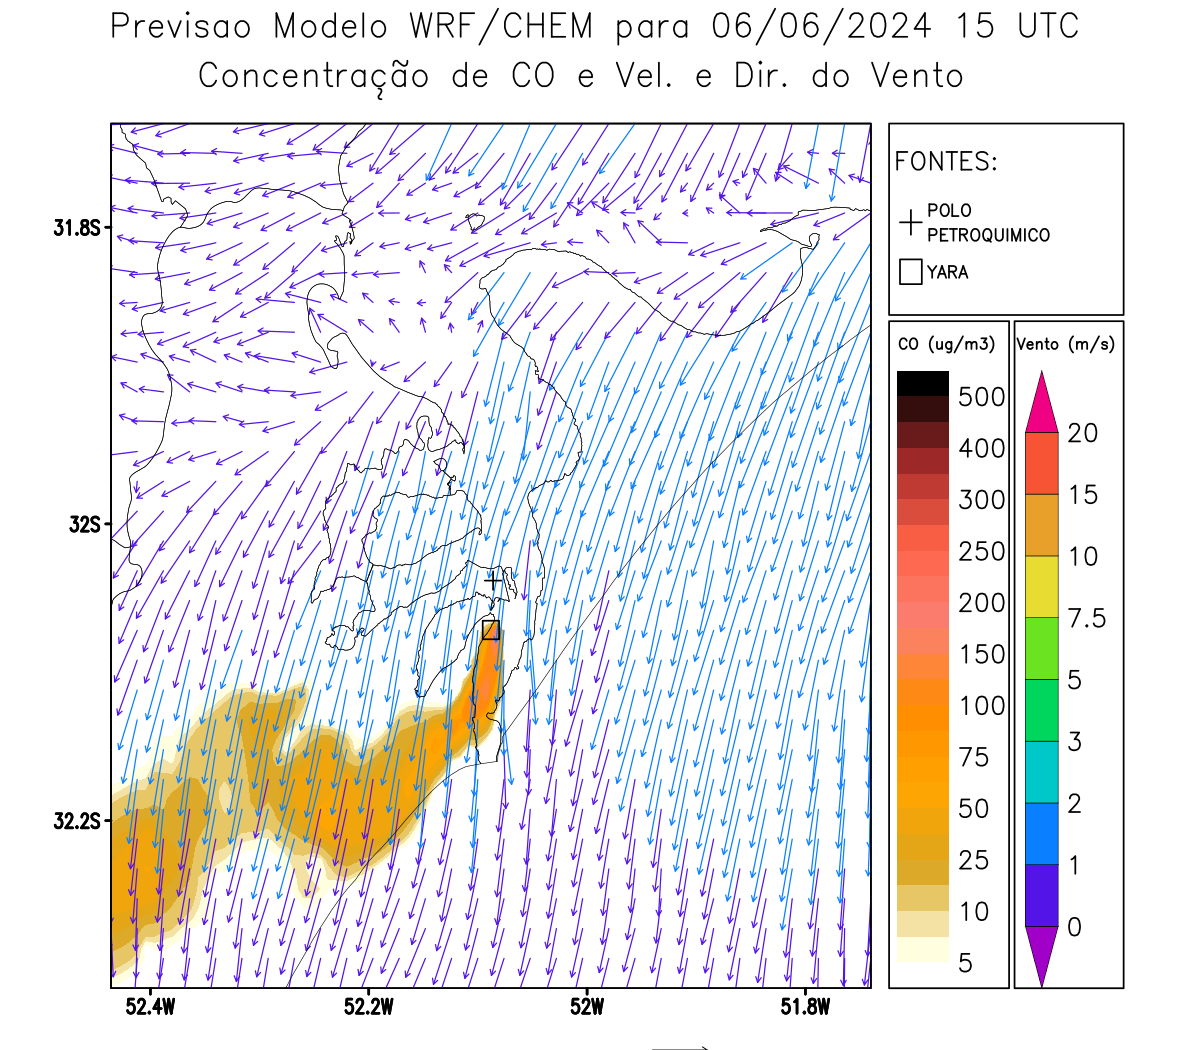 Previsao Modelo WRF/CHEM para 06/06/2024 15 UTC
Concentração de CO e Vel. e Dir. do Vento
FONTES:
POLO
PETROQUIMICO
YARA
CO (ug/m3)
500
400
300
250
200
150
100
75
50
25
10
5
Vento (m/s)
20
15
10
7.5
5
3
2
1
0
31.8S
32S
32.2S
52.4W
52.2W
52W
51.8W